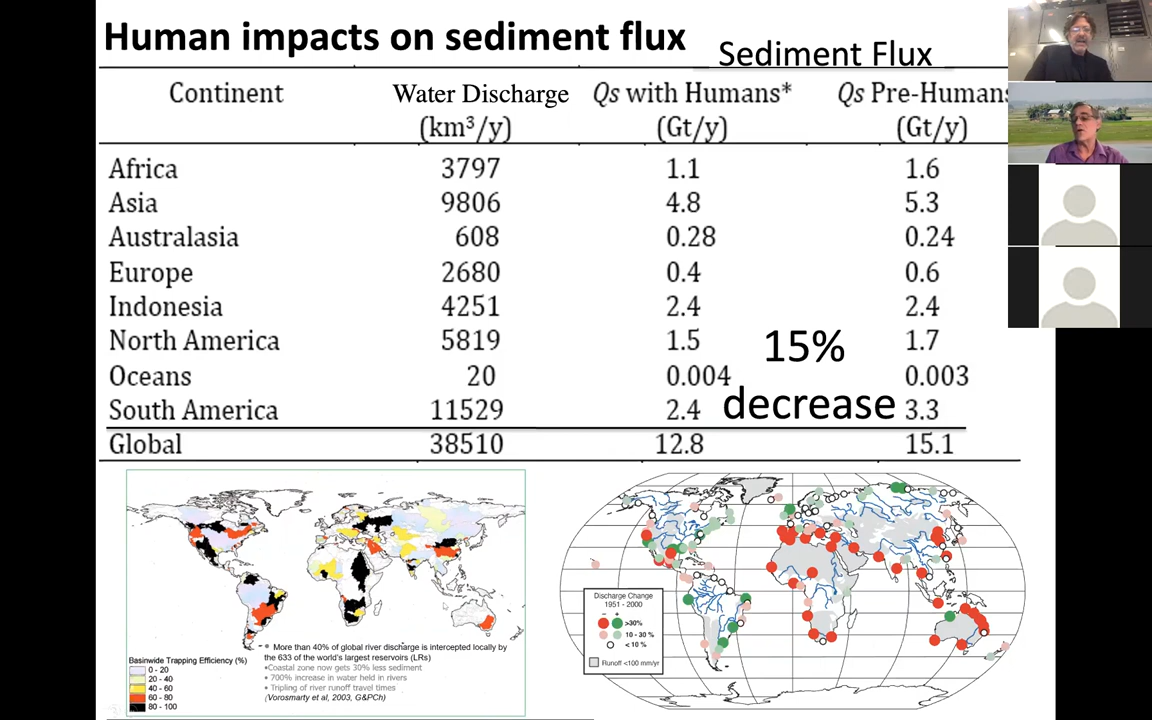 Human impacts on sediment flux
Sediment Flux
Continent Water Discharge Qs with Humans* Qs Pre-Humans
(km³/y) (Gt/y) (Gt/y)
Africa 3797 1.1 1.6
Asia 9806 4.8 5.3
Australasia 608 0.28 0.24
Europe 2680 0.4 0.6
Indonesia 4251 2.4 2.4
North America 5819 1.5 1.7
15%
Oceans 20 0.004 0.003
South America 11529 2.4 3.3
decrease
Global 38510 12.8 15.1
• More than 40% of global river discharge is intercepted locally by
the 633 of the world's largest reservoirs (LRs)
•Coastal zone now gets 30% less sediment
• 700% increase in water held in rivers
• Tripling of river runoff travel times
(Vorosmarty et al, 2003, G&PCh)
Basinwide Trapping Efficiency (%)
0 - 20
20 - 40
40 - 60
60 - 80
80 - 100
Discharge Change
1951 - 2000
- +
>30%
10 - 30 %
< 10 %
Runoff <100 mm/yr